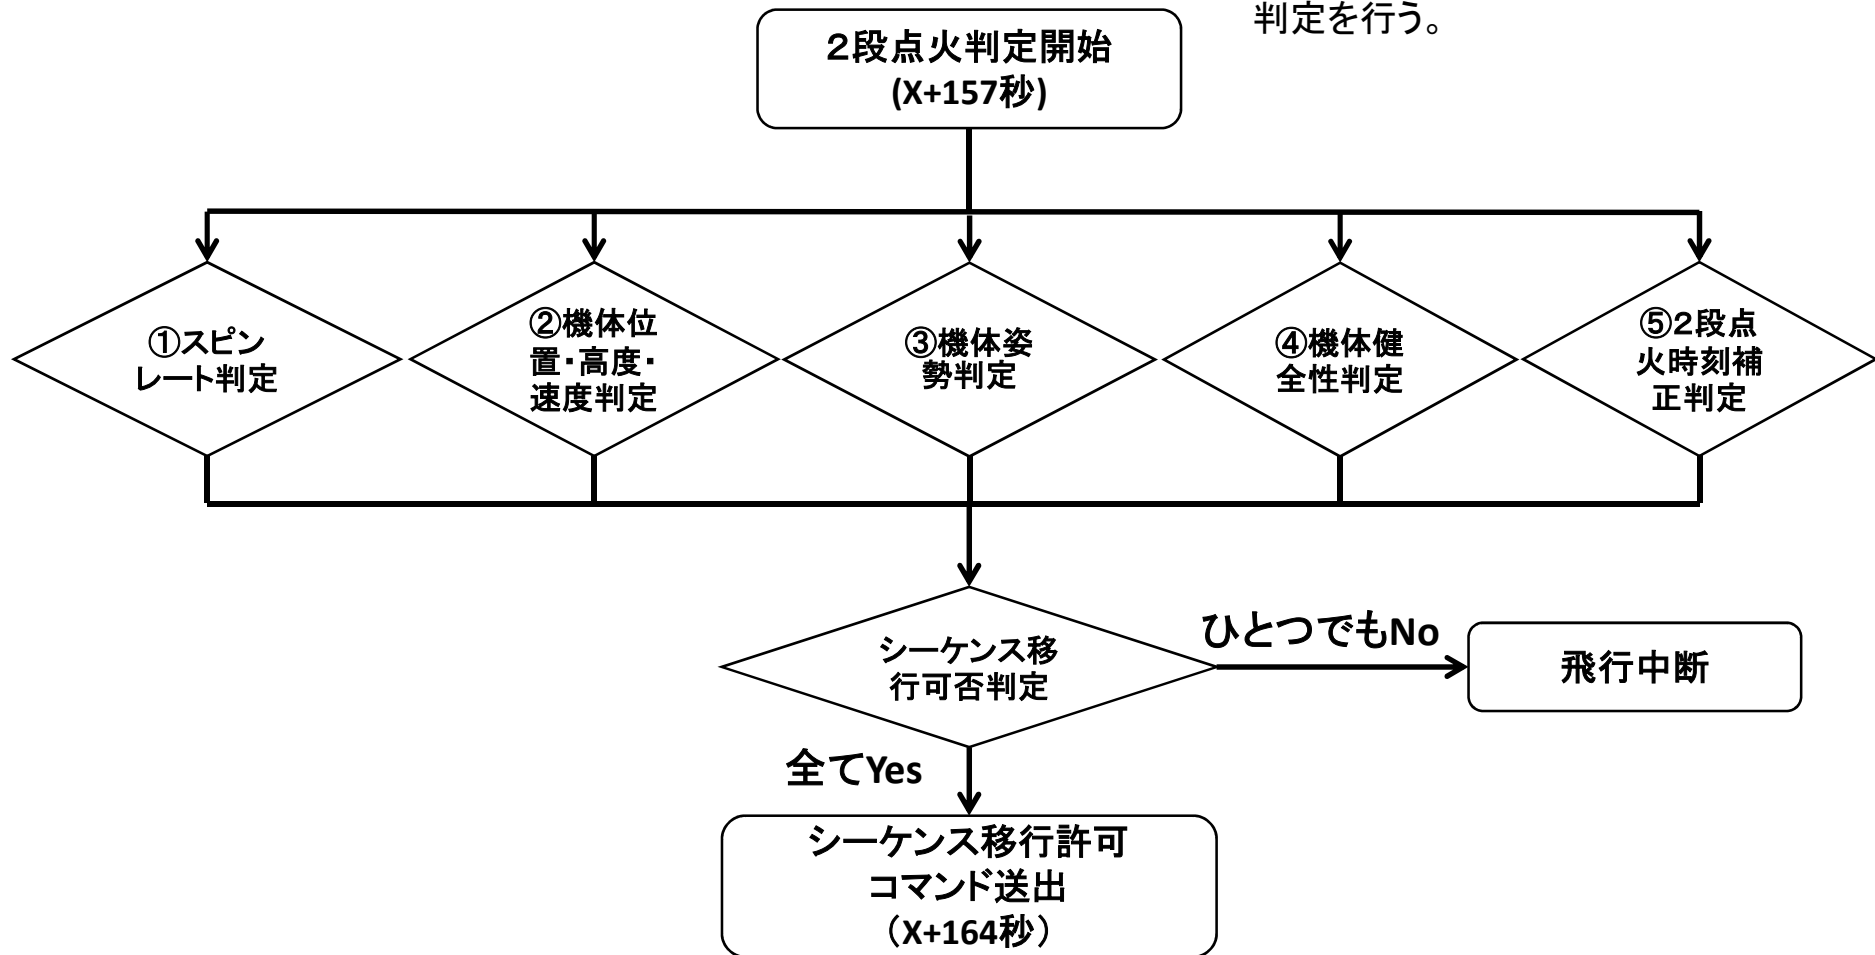 判定を行う。
２段点火判定開始
(X+157秒)
①スピン
レート判定
②機体位
置・高度・
速度判定
③機体姿
勢判定
④機体健
全性判定
⑤２段点
火時刻補
正判定
シーケンス移
行可否判定
ひとつでもNo
飛行中断
全てYes
シーケンス移行許可
コマンド送出
（X+164秒）